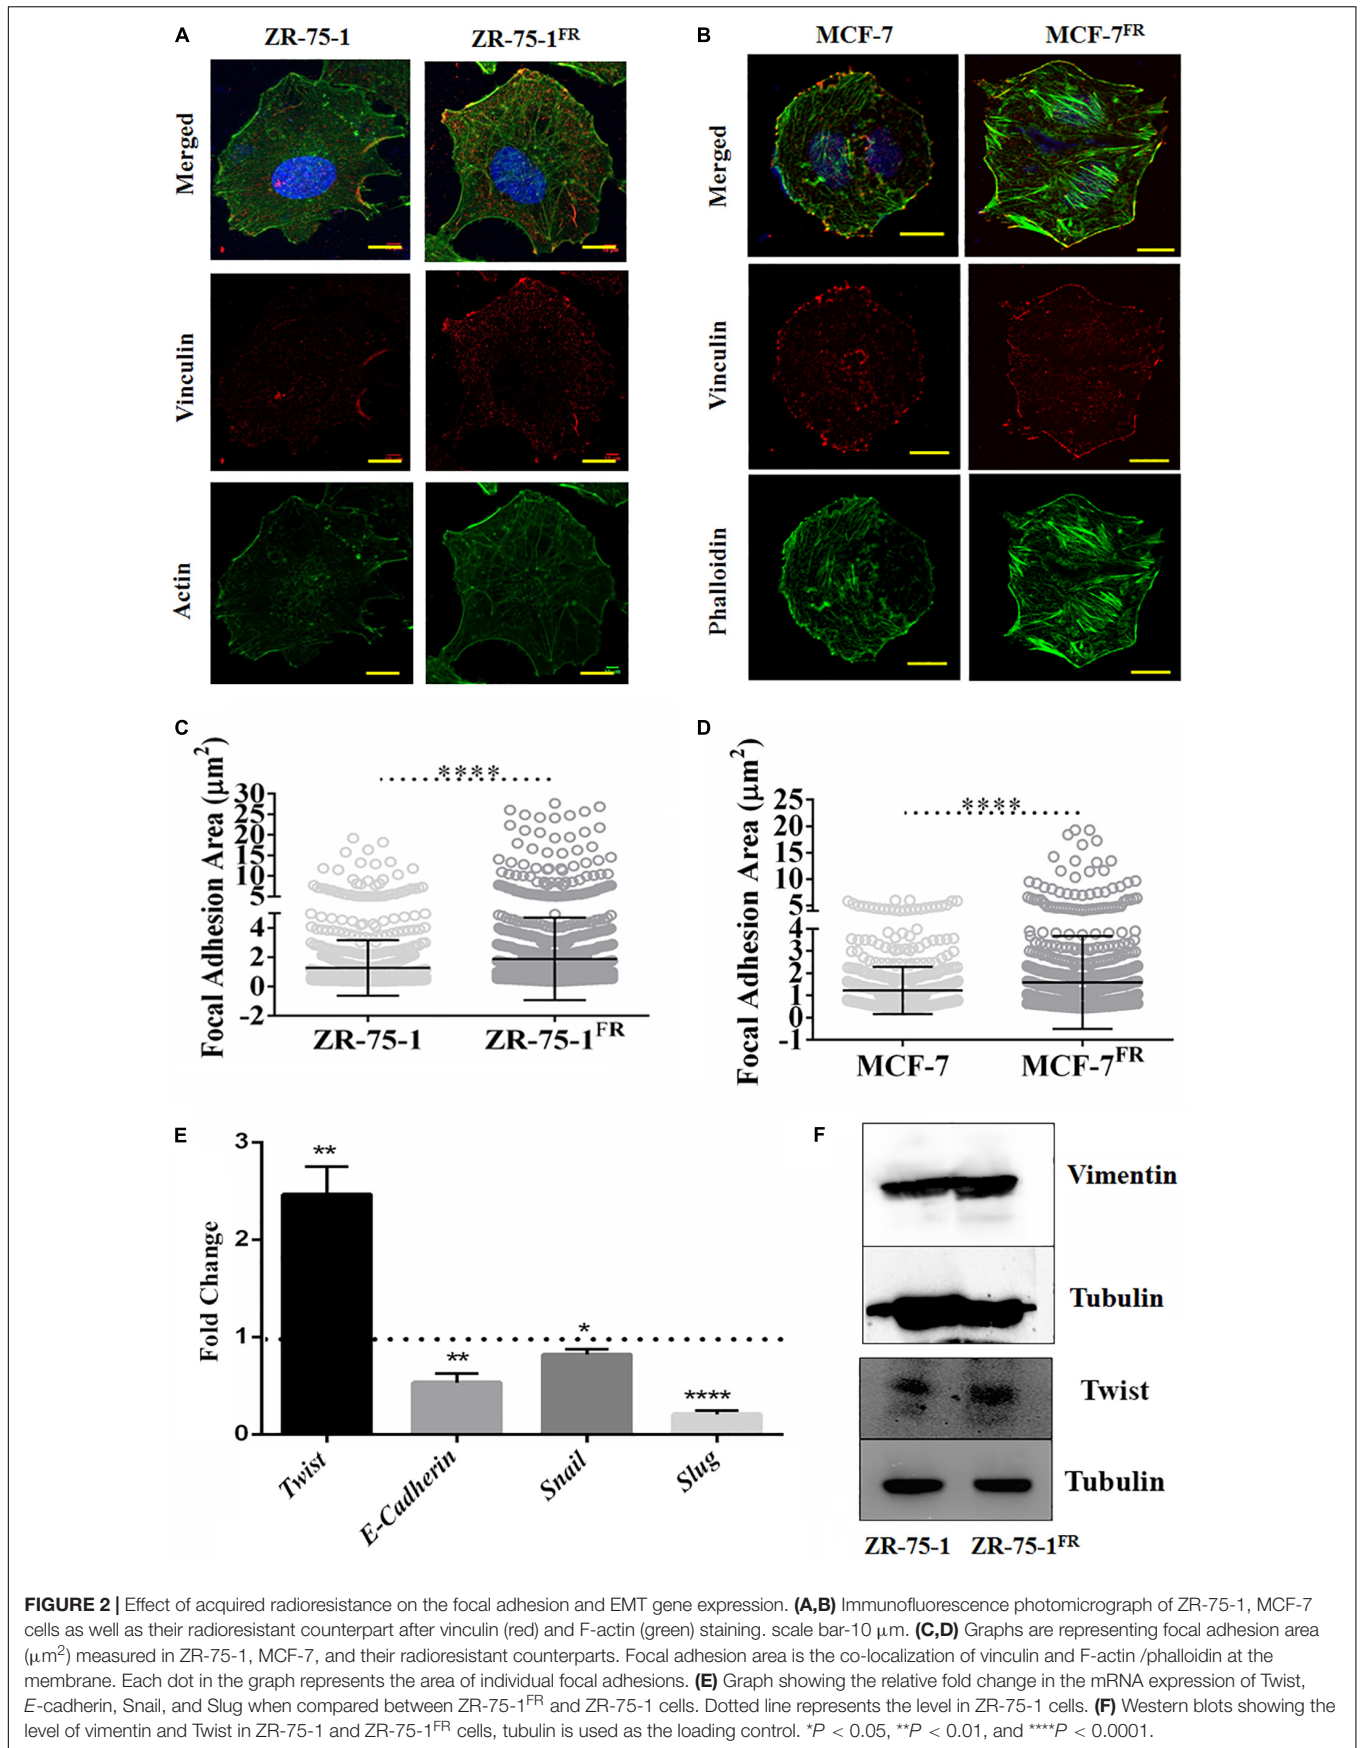 A
ZR-75-1
ZR-75-1FR
B
MCF-7
MCF-7FR
Merged
Vinculin
Actin
Merged
Vinculin
Phalloidin
C
Focal Adhesion Area (μm2)
****
30
25
20
15
10
5
4
2
0
-2
ZR-75-1
ZR-75-1FR
D
Focal Adhesion Area (μm2)
****
25
20
15
10
5
4
3
2
1
0
-1
MCF-7
MCF-7FR
E
Fold Change
3
2
1
0
**
**
*
****
Twist
E-Cadherin
Snail
Slug
F
Vimentin
Tubulin
Twist
Tubulin
ZR-75-1
ZR-75-1FR
FIGURE 2 | Effect of acquired radioresistance on the focal adhesion and EMT gene expression. (A,B) Immunofluorescence photomicrograph of ZR-75-1, MCF-7
cells as well as their radioresistant counterpart after vinculin (red) and F-actin (green) staining. scale bar-10 μm. (C,D) Graphs are representing focal adhesion area
(μm2) measured in ZR-75-1, MCF-7, and their radioresistant counterparts. Focal adhesion area is the co-localization of vinculin and F-actin /phalloidin at the
membrane. Each dot in the graph represents the area of individual focal adhesions. (E) Graph showing the relative fold change in the mRNA expression of Twist,
E-cadherin, Snail, and Slug when compared between ZR-75-1FR and ZR-75-1 cells. Dotted line represents the level in ZR-75-1 cells. (F) Western blots showing the
level of vimentin and Twist in ZR-75-1 and ZR-75-1FR cells, tubulin is used as the loading control. *P < 0.05, **P < 0.01, and ****P < 0.0001.